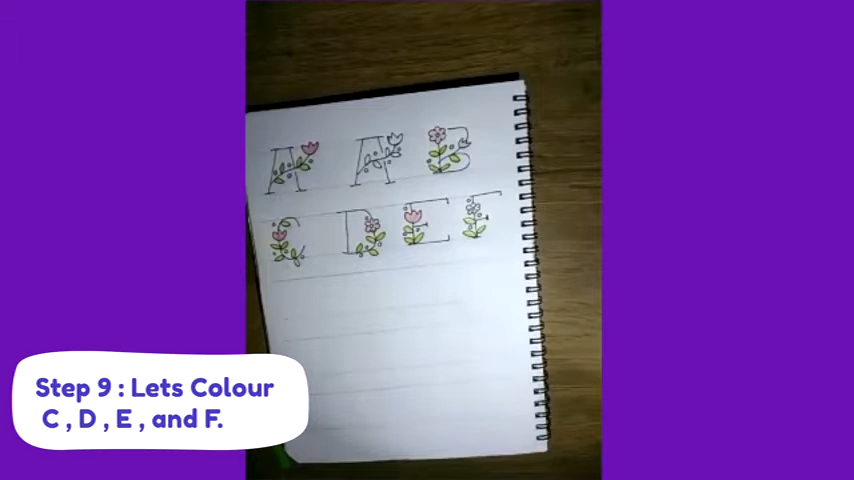 A A B
C D E F
Step 9 : Lets Colour
C , D , E , and F.